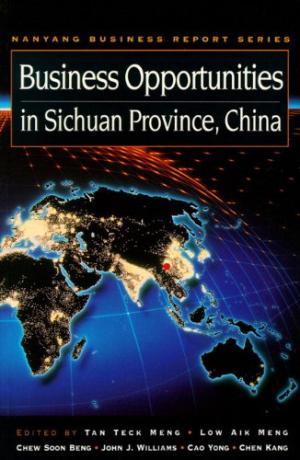 NANYANG BUSINESS REPORT SERIES
Business Opportunities
in Sichuan Province, China
EDITED BY TAN TECK MENG • LOW AIK MENG
CHEW SOON BENG • JOHN J. WILLIAMS • CAO YONG • CHEN KANG